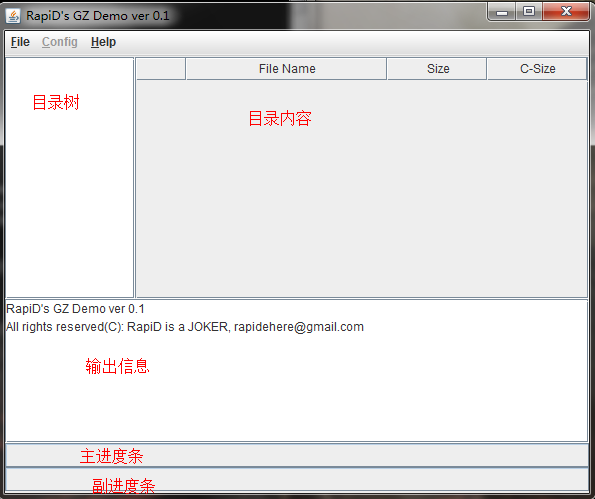 RapiD's GZ Demo ver 0.1
File Config Help
File Name Size C-Size
目录树
目录内容
RapiD's GZ Demo ver 0.1
All rights reserved(C): RapiD is a JOKER, rapidehere@gmail.com
输出信息
主进度条
副进度条